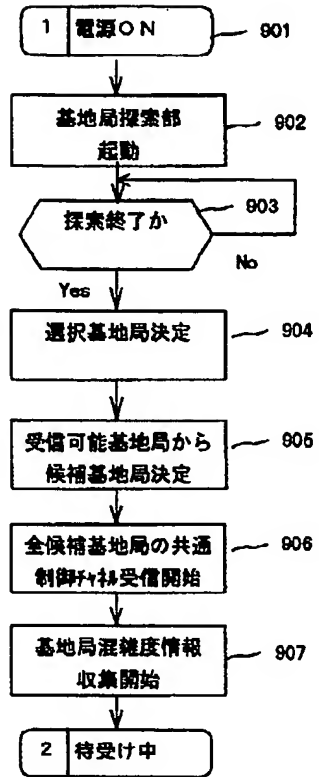 1 電源ON 901
基地局探索部 902
起動
903
探索終了か
No
Yes
選択基地局決定 904
受信可能基地局から 905
候補基地局決定
全候補基地局の共通 906
制御ﾁｬﾈﾙ受信開始
基地局混雑度情報 907
収集開始
2 待受け中